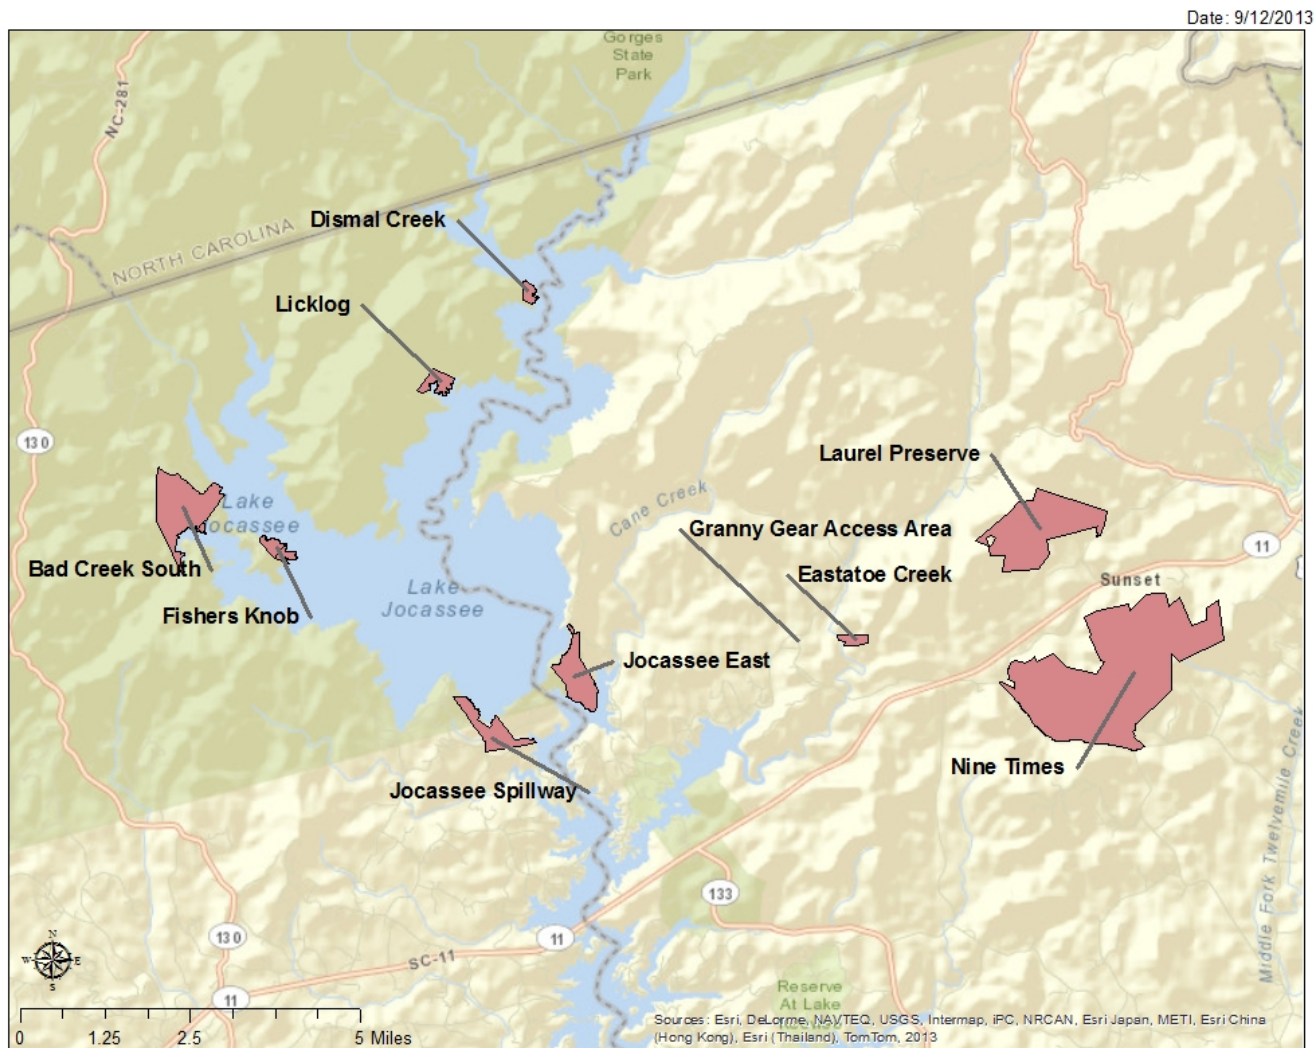 Date: 9/12/2013
Gorges
State
Park
NC-281
Dismal Creek
NORTH CAROLINA
Licklog
130
Laurel Preserve
Lake
Jocassee
Cane Creek
Granny Gear Access Area
11
Bad Creek South
Eastatoe Creek
Sunset
Lake
Jocassee
Fishers Knob
Jocassee East
Nine Times
Jocassee Spillway
Middle Fork Twelvemile Creek
133
130
11
SC-11
N
W E
S
11
Reserve
At Lake
0 1.25 2.5 5 Miles
Sources: Esri, DeLorme, NAVTEQ, USGS, Intermap, iPC, NRCAN, Esri Japan, METI, Esri China
(Hong Kong), Esri (Thailand), TomTom, 2013